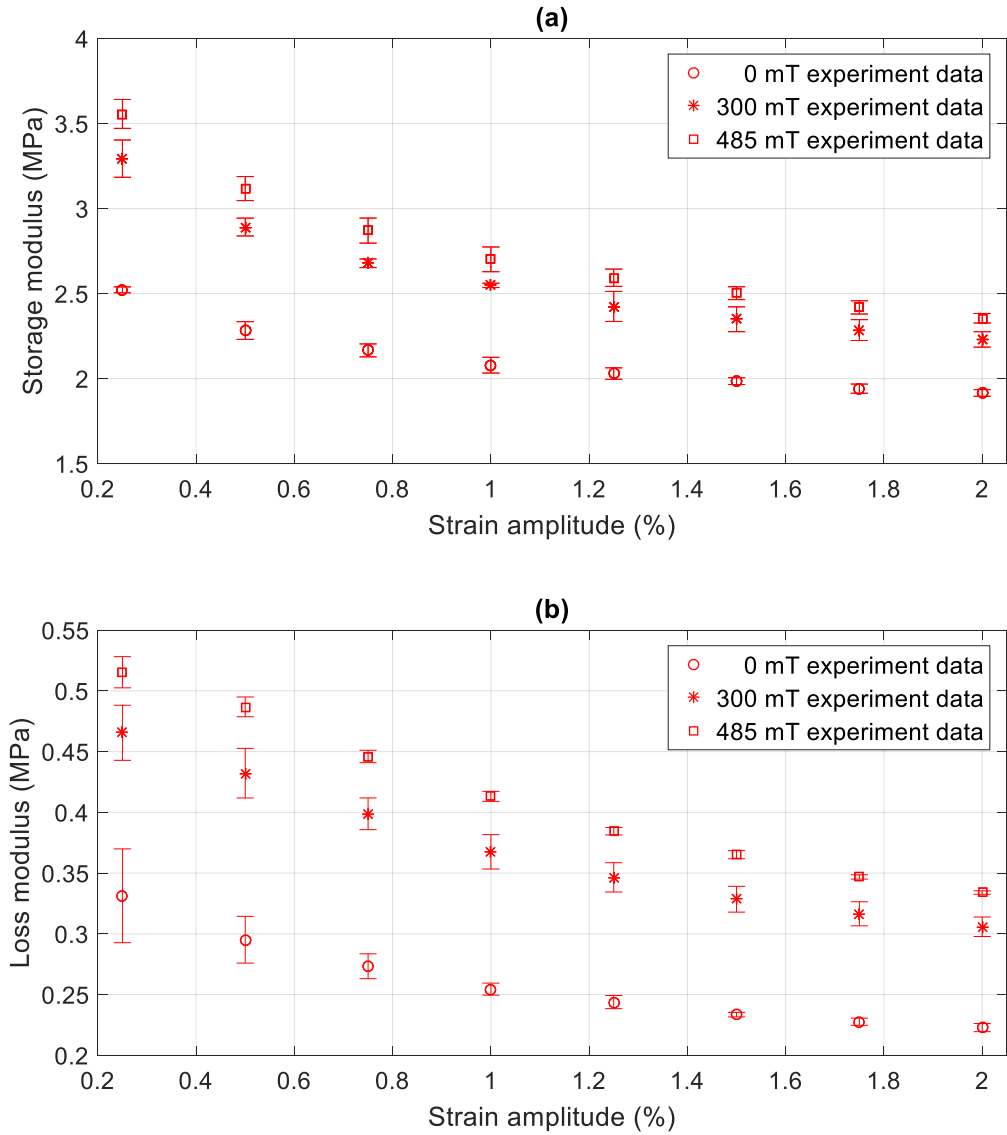 (a)
4
3.5
3
2.5
2
1.5
Storage modulus (MPa)
0 mT experiment data
300 mT experiment data
485 mT experiment data
0.2 0.4 0.6 0.8 1 1.2 1.4 1.6 1.8 2
Strain amplitude (%)
(b)
0.55
0.5
0.45
0.4
0.35
0.3
0.25
0.2
Loss modulus (MPa)
0 mT experiment data
300 mT experiment data
485 mT experiment data
0.2 0.4 0.6 0.8 1 1.2 1.4 1.6 1.8 2
Strain amplitude (%)